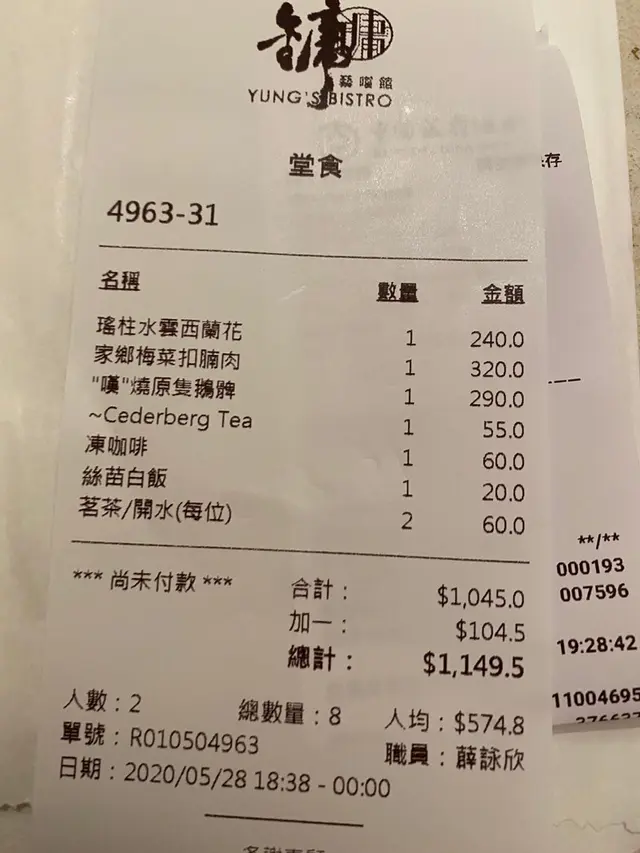 鏞
藝嚐館
YUNG'S BISTRO
堂食
4963-31
名稱 數量 金額
瑤柱水雲西蘭花 1 240.0
家鄉梅菜扣腩肉 1 320.0
"嘆"燒原隻鵝髀 1 290.0
~Cederberg Tea 1 55.0
凍咖啡 1 60.0
絲苗白飯 1 20.0
茗茶/開水(每位) 2 60.0
*** 尚未付款 *** 合計： $1,045.0
加一： $104.5
總計： $1,149.5
人數：2 總數量：8 人均：$574.8
單號：R010504963 職員：薛詠欣
日期：2020/05/28 18:38 - 00:00
存
**/**
000193
007596
19:28:42
11004695